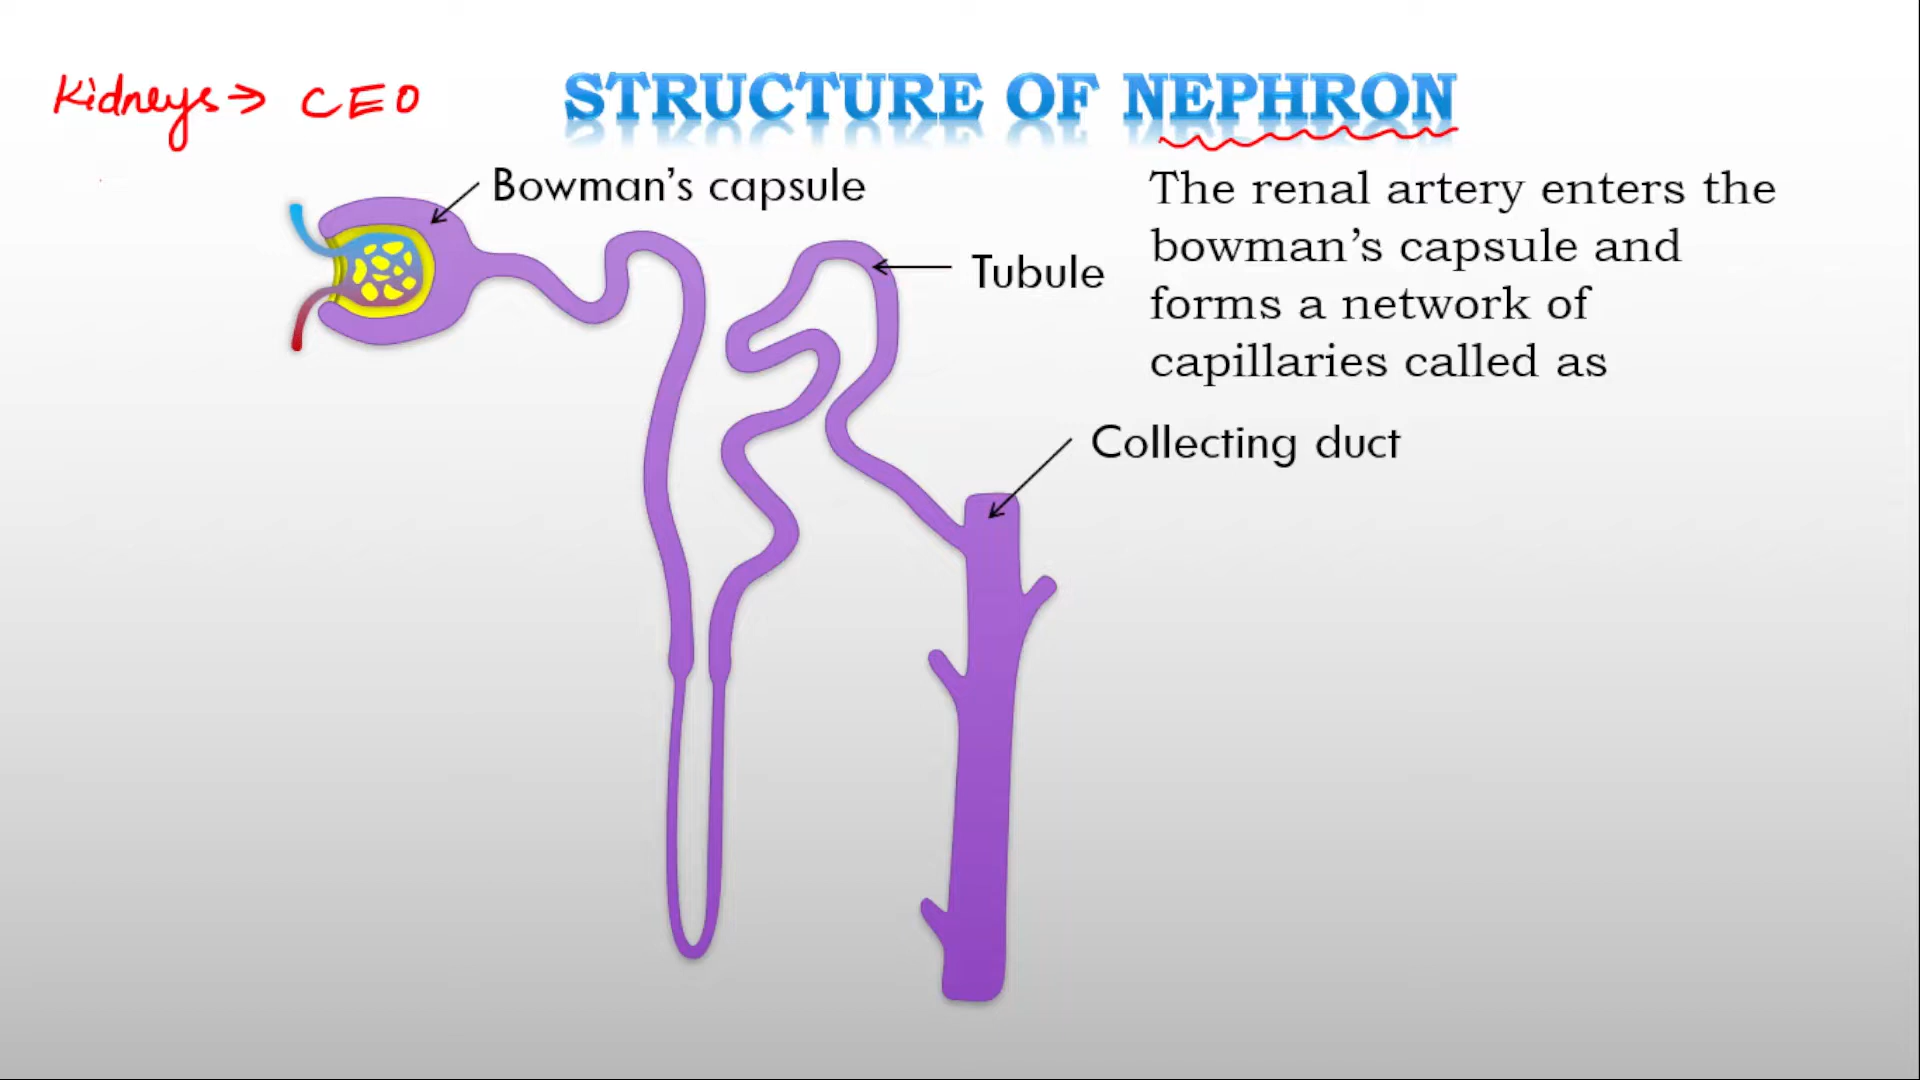 Kidneys → CEO
STRUCTURE OF NEPHRON
Bowman's capsule
Tubule
The renal artery enters the
bowman's capsule and
forms a network of
capillaries called as
Collecting duct